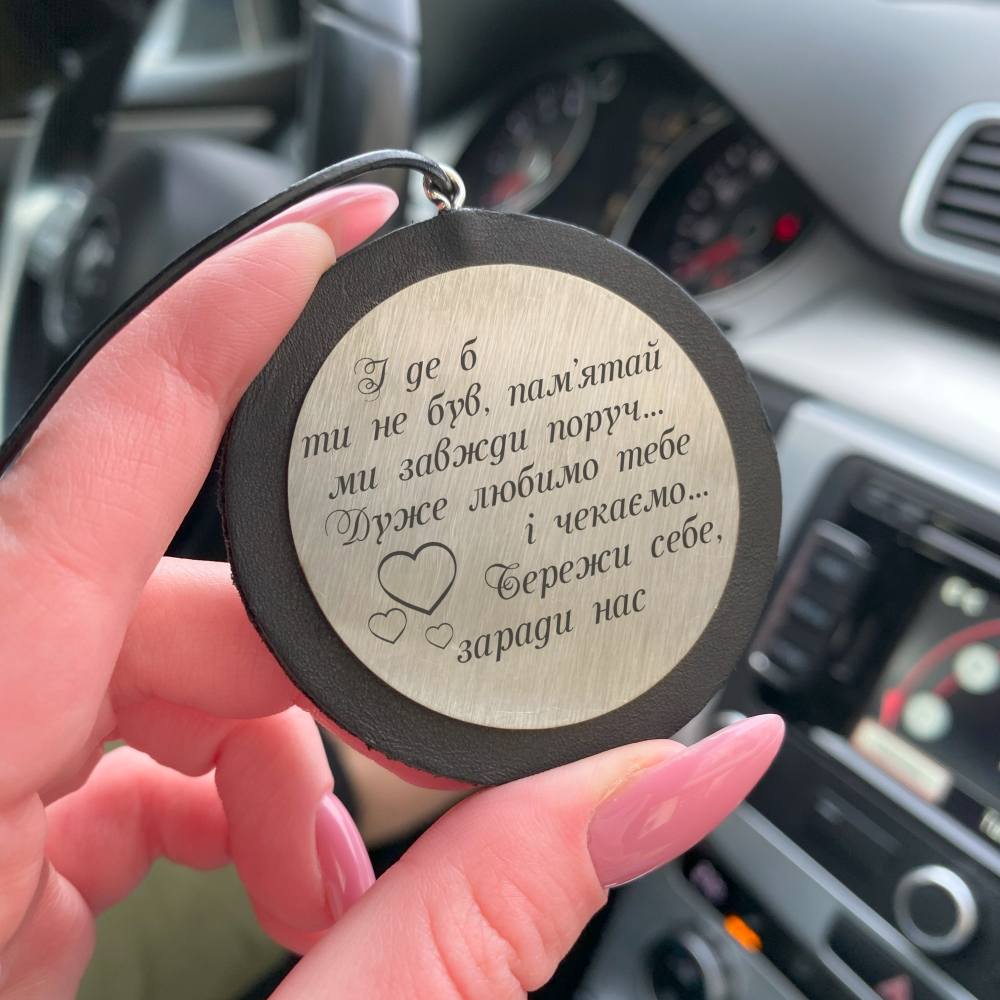 І де б
ти не був, пам’ятай
ми завжди поруч...
Дуже любимо тебе
і чекаємо...
Бережи себе,
заради нас